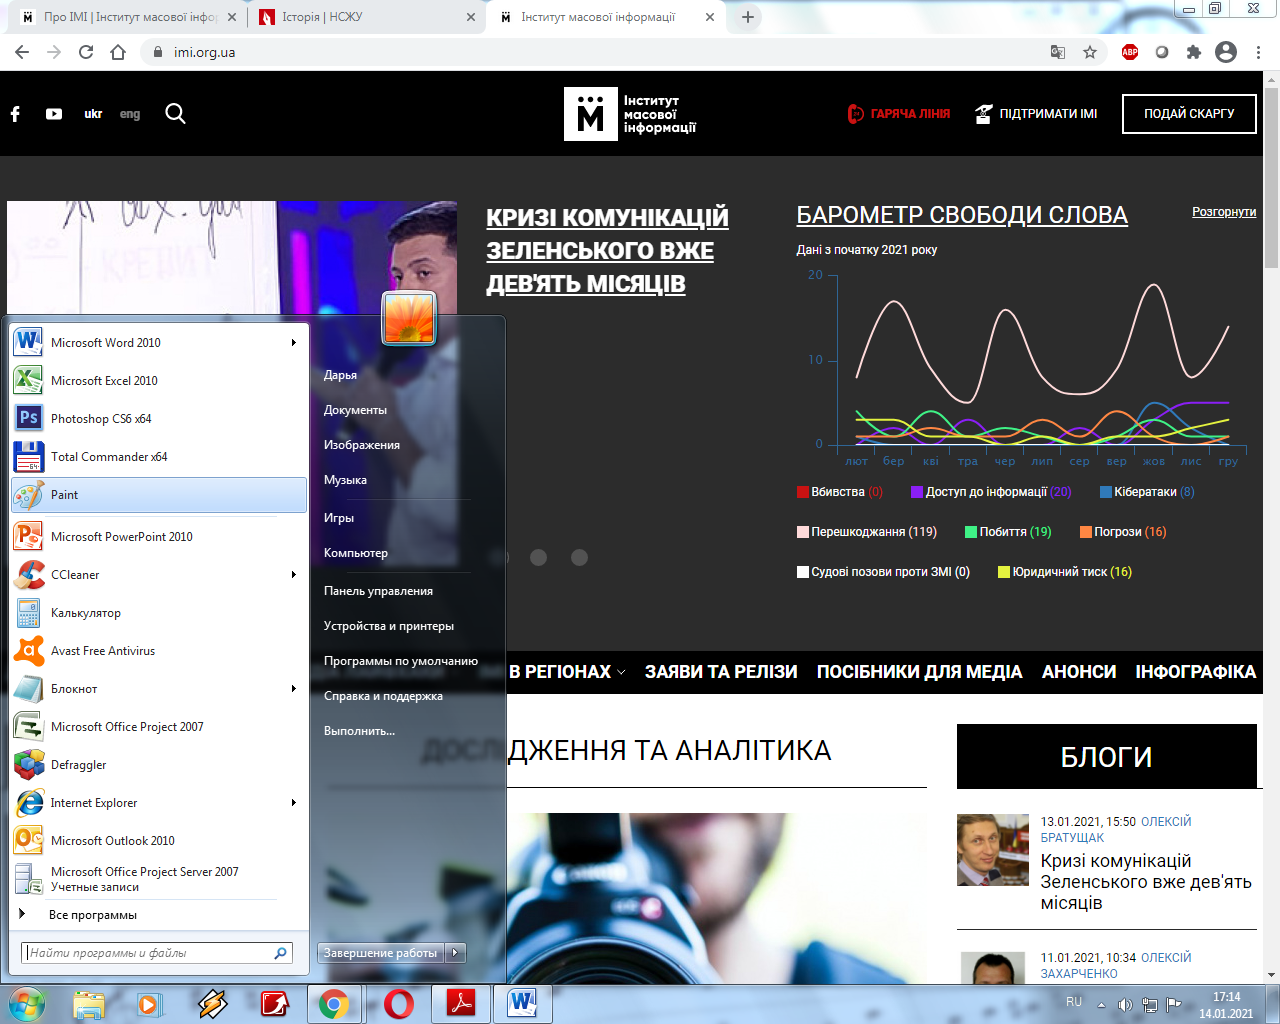 Про ІМІ | Інститут масової інфор
Історія | НСЖУ
Інститут масової інформації
imi.org.ua
ABP
ukr
eng
Інститут
масової
інформації
ГАРЯЧА ЛІНІЯ
ПІДТРИМАТИ ІМІ
ПОДАЙ СКАРГУ
КРЕДИТ
КРИЗІ КОМУНІКАЦІЙ
ЗЕЛЕНСЬКОГО ВЖЕ
ДЕВ'ЯТЬ МІСЯЦІВ
БАРОМЕТР СВОБОДИ СЛОВА
Розгорнути
Дані з початку 2021 року
20
10
0
лют бер кві тра чер лип сер вер жов лис гру
Вбивства (0) Доступ до інформації (20) Кібератаки (8)
Перешкоджання (119) Побиття (19) Погрози (16)
Судові позови проти ЗМІ (0) Юридичний тиск (16)
Microsoft Word 2010
Microsoft Excel 2010
Photoshop CS6 x64
Total Commander x64
Paint
Microsoft PowerPoint 2010
CCleaner
Калькулятор
Avast Free Antivirus
Блокнот
Microsoft Office Project 2007
Defraggler
Internet Explorer
Microsoft Outlook 2010
Microsoft Office Project Server 2007
Учетные записи
Все программы
Найти программы и файлы
Дарья
Документы
Изображения
Музыка
Игры
Компьютер
Панель управления
Устройства и принтеры
Программы по умолчанию
Справка и поддержка
Выполнить...
Завершение работы
В РЕГІОНАХ ЗАЯВИ ТА РЕЛІЗИ ПОСІБНИКИ ДЛЯ МЕДІА АНОНСИ ІНФОГРАФІКА
ДОСЛІДЖЕННЯ ТА АНАЛІТИКА
БЛОГИ
13.01.2021, 15:50 ОЛЕКСІЙ
БРАТУЩАК
Кризі комунікацій
Зеленського вже дев'ять
місяців
11.01.2021, 10:34 ОЛЕКСІЙ
ЗАХАРЧЕНКО
RU
17:14
14.01.2021